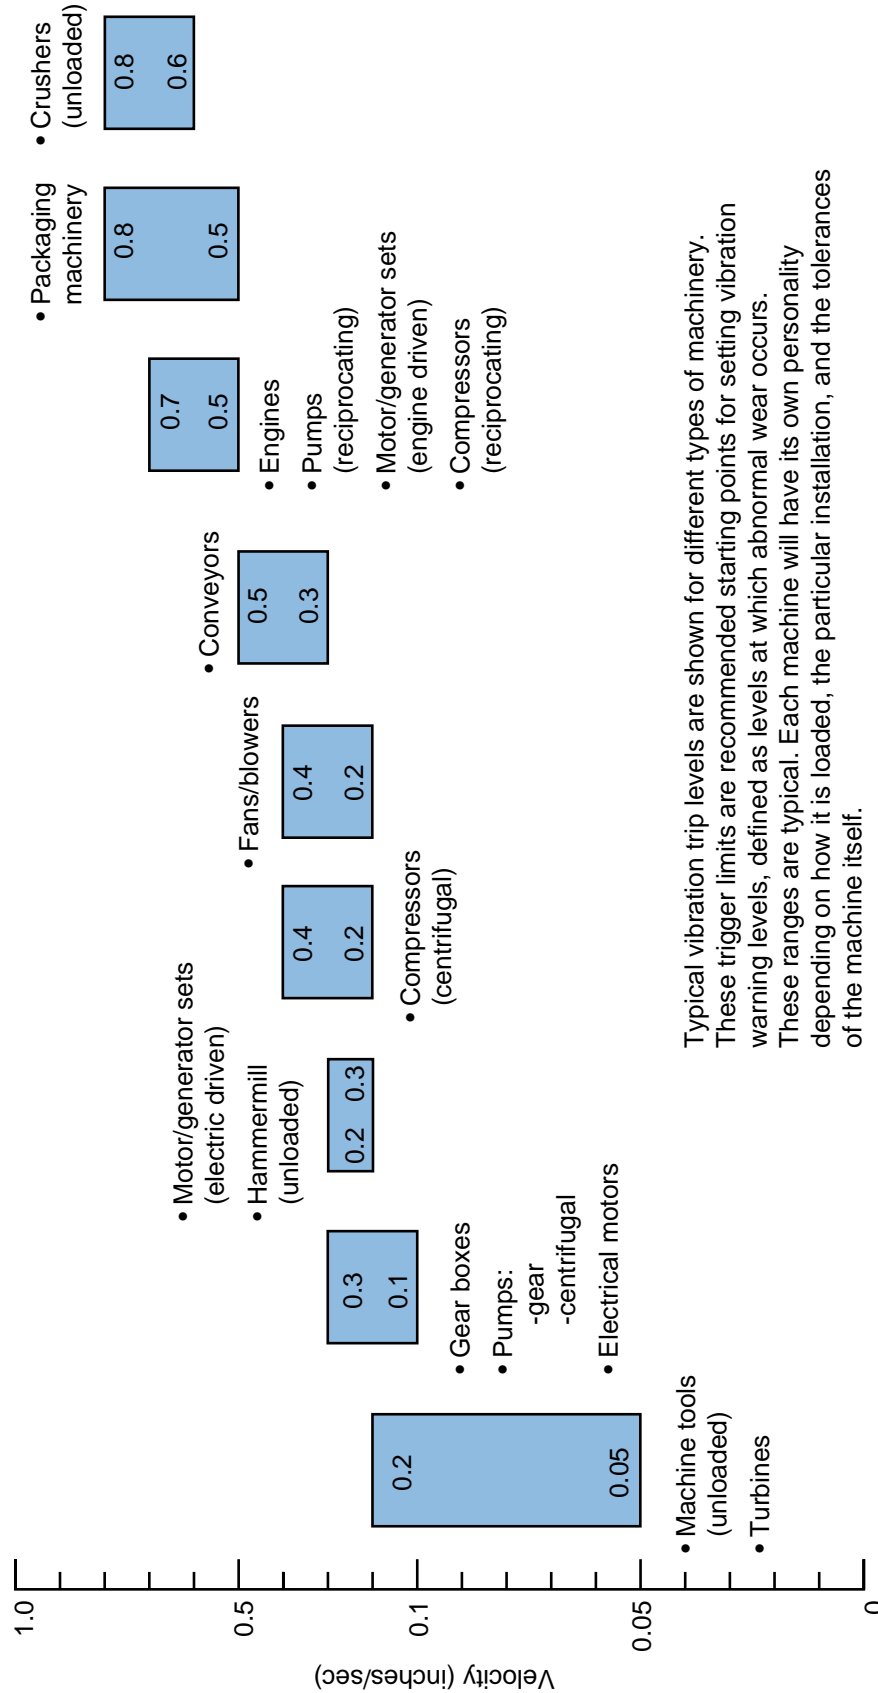 1.0
0.5
0.1
0.05
0
Velocity (inches/sec)
0.2
0.05
• Machine tools
(unloaded)
• Turbines
0.3
0.1
• Gear boxes
• Pumps:
-gear
-centrifugal
• Electrical motors
• Motor/generator sets
(electric driven)
• Hammermill
(unloaded)
0.2 0.3
0.4
0.2
• Compressors
(centrifugal)
• Fans/blowers
0.4
0.2
• Conveyors
0.5
0.3
0.7
0.5
• Engines
• Pumps
(reciprocating)
• Motor/generator sets
(engine driven)
• Compressors
(reciprocating)
• Packaging
machinery
0.8
0.5
• Crushers
(unloaded)
0.8
0.6
Typical vibration trip levels are shown for different types of machinery.
These trigger limits are recommended starting points for setting vibration
warning levels, defined as levels at which abnormal wear occurs.
These ranges are typical. Each machine will have its own personality
depending on how it is loaded, the particular installation, and the tolerances
of the machine itself.